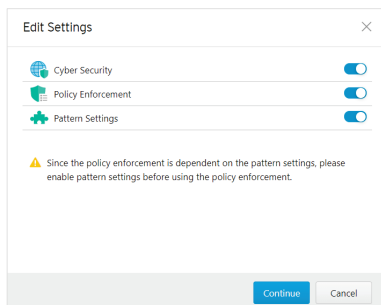 Edit Settings
Cyber Security
Policy Enforcement
Pattern Settings
Since the policy enforcement is dependent on the pattern settings, please
enable pattern settings before using the policy enforcement.
Continue Cancel